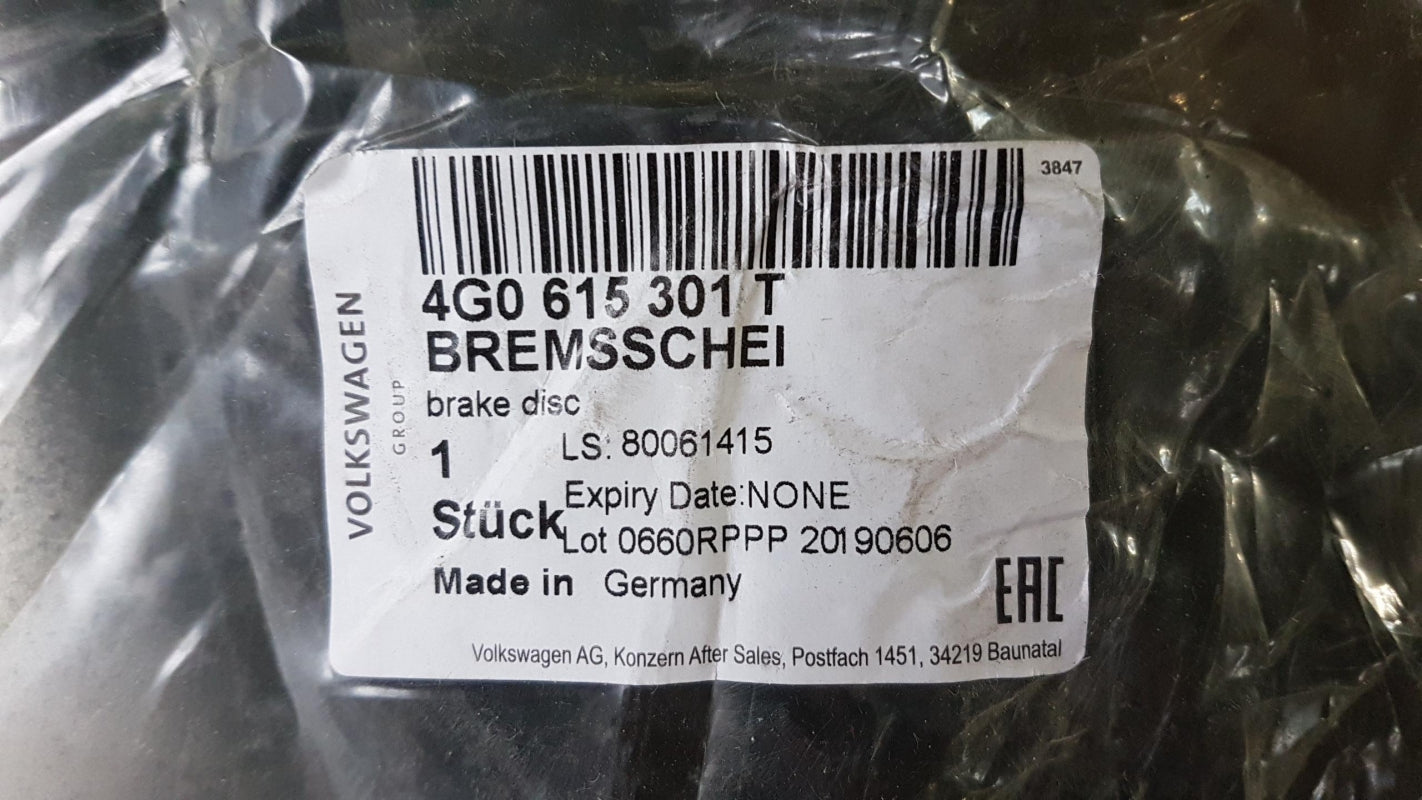 3847
4G0 615 301 T
BREMSSCHEI
brake disc
1 LS: 80061415
Expiry Date:NONE
Stück
Lot 0660RPPP 20190606
Made in Germany
EAC
Volkswagen AG, Konzern After Sales, Postfach 1451, 34219 Baunatal
VOLKSWAGEN
GROUP